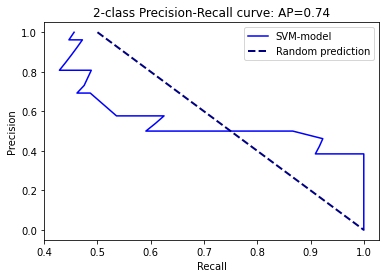 2-class Precision-Recall curve: AP=0.74
SVM-model
Random prediction
Precision
1.0
0.8
0.6
0.4
0.2
0.0
0.4 0.5 0.6 0.7 0.8 0.9 1.0
Recall